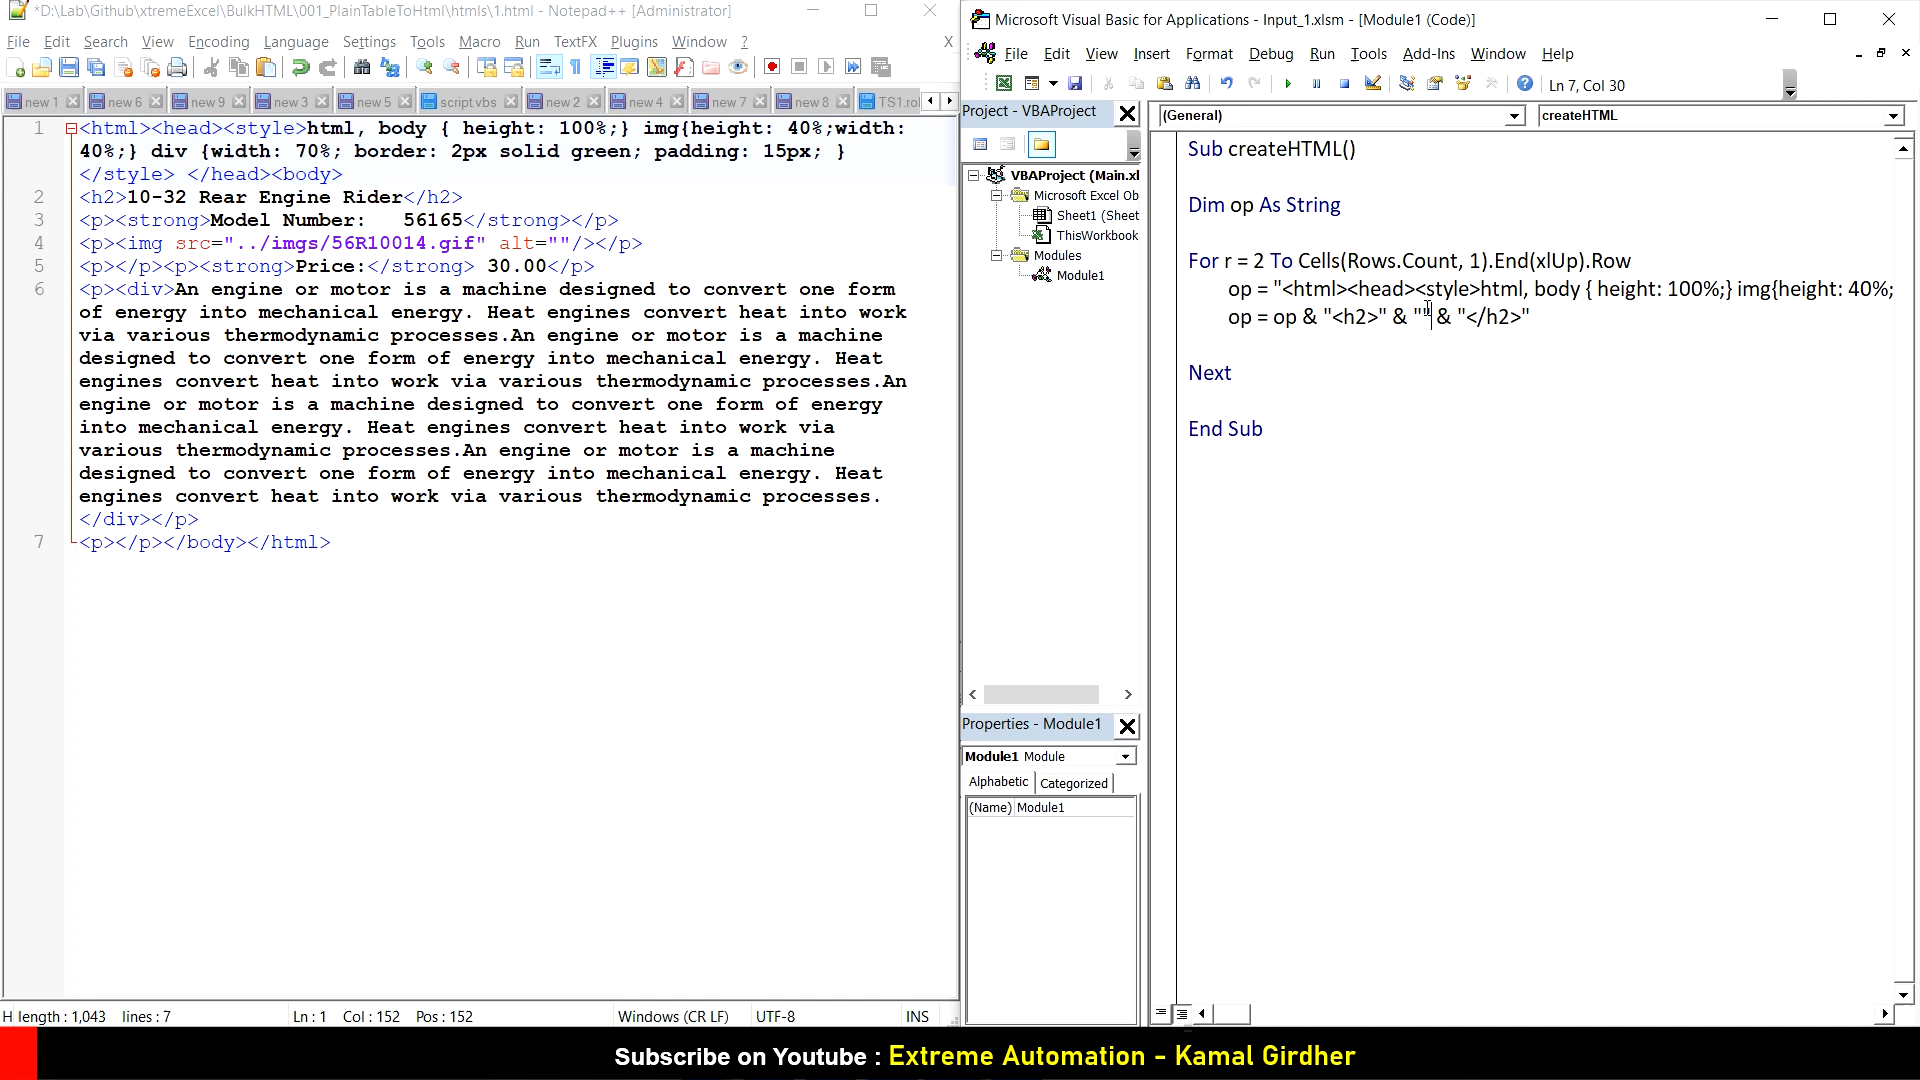 *D:\Lab\Github\xtremeExcel\BulkHTML\001_PlainTableToHtml\htmls\1.html - Notepad++ [Administrator]
File Edit Search View Encoding Language Settings Tools Macro Run TextFX Plugins Window ? X
new 1 new 6 new 9 new 3 new 5 script.vbs new 2 new 4 new 7 new 8 TS1.rol
1 <html><head><style>html, body { height: 100%;} img{height: 40%;width:
40%;} div {width: 70%; border: 2px solid green; padding: 15px; }
</style> </head><body>
2 <h2>10-32 Rear Engine Rider</h2>
3 <p><strong>Model Number:   56165</strong></p>
4 <p><img src="../imgs/56R10014.gif" alt=""/></p>
5 <p></p><p><strong>Price:</strong> 30.00</p>
6 <p><div>An engine or motor is a machine designed to convert one form
of energy into mechanical energy. Heat engines convert heat into work
via various thermodynamic processes.An engine or motor is a machine
designed to convert one form of energy into mechanical energy. Heat
engines convert heat into work via various thermodynamic processes.An
engine or motor is a machine designed to convert one form of energy
into mechanical energy. Heat engines convert heat into work via
various thermodynamic processes.An engine or motor is a machine
designed to convert one form of energy into mechanical energy. Heat
engines convert heat into work via various thermodynamic processes.
</div></p>
7 <p></p></body></html>
H length : 1,043 lines : 7 Ln : 1 Col : 152 Pos : 152 Windows (CR LF) UTF-8 INS
Microsoft Visual Basic for Applications - Input_1.xlsm - [Module1 (Code)]
File Edit View Insert Format Debug Run Tools Add-Ins Window Help
Ln 7, Col 30
Project - VBAProject
VBAProject (Main.xl
Microsoft Excel Ob
Sheet1 (Sheet
ThisWorkbook
Modules
Module1
Properties - Module1
Module1 Module
Alphabetic Categorized
(Name) Module1
(General) createHTML
Sub createHTML()
Dim op As String
For r = 2 To Cells(Rows.Count, 1).End(xlUp).Row
op = "<html><head><style>html, body { height: 100%;} img{height: 40%;
op = op & "<h2>" & "" & "</h2>"
Next
End Sub
Subscribe on Youtube : Extreme Automation - Kamal Girdher